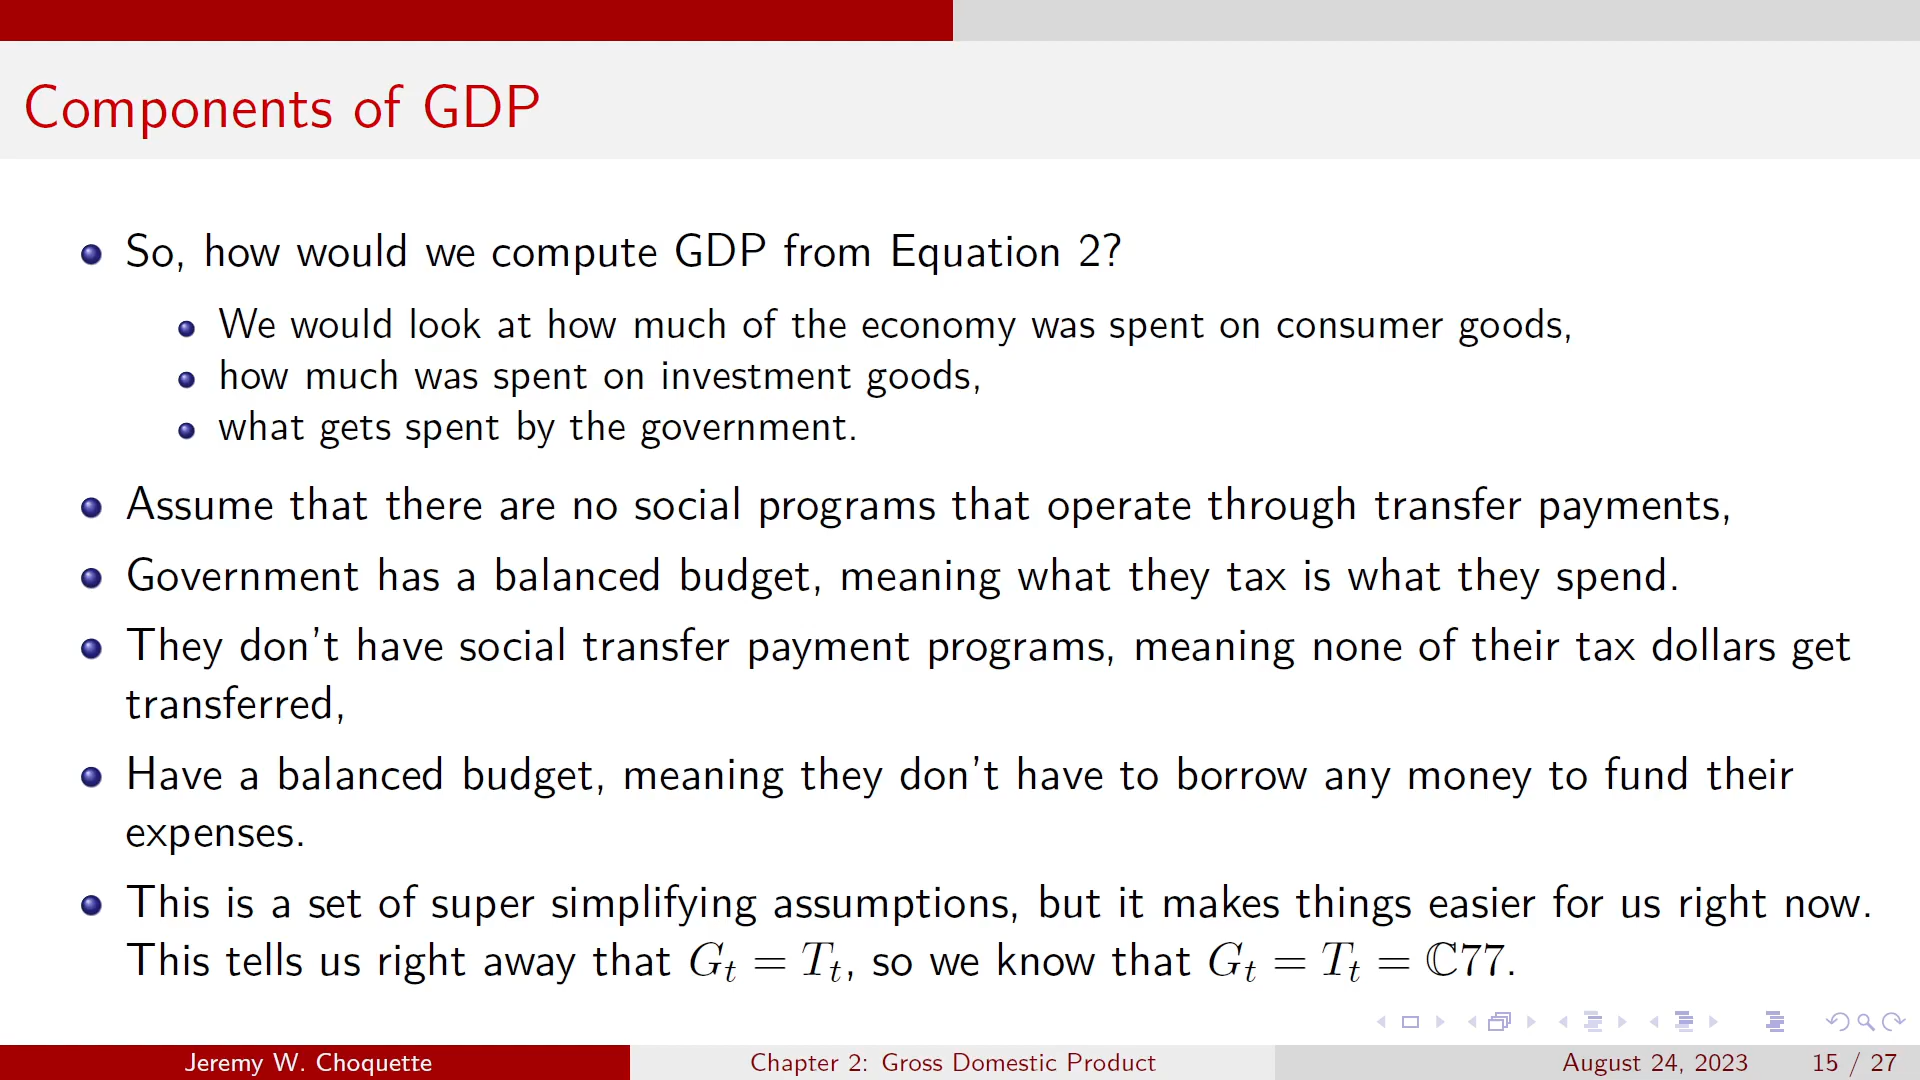 Components of GDP
So, how would we compute GDP from Equation 2?
We would look at how much of the economy was spent on consumer goods,
how much was spent on investment goods,
what gets spent by the government.
Assume that there are no social programs that operate through transfer payments,
Government has a balanced budget, meaning what they tax is what they spend.
They don't have social transfer payment programs, meaning none of their tax dollars get
transferred,
Have a balanced budget, meaning they don't have to borrow any money to fund their
expenses.
This is a set of super simplifying assumptions, but it makes things easier for us right now.
This tells us right away that G_t = T_t, so we know that G_t = T_t = ℂ77.
Jeremy W. Choquette Chapter 2: Gross Domestic Product August 24, 2023 15 / 27